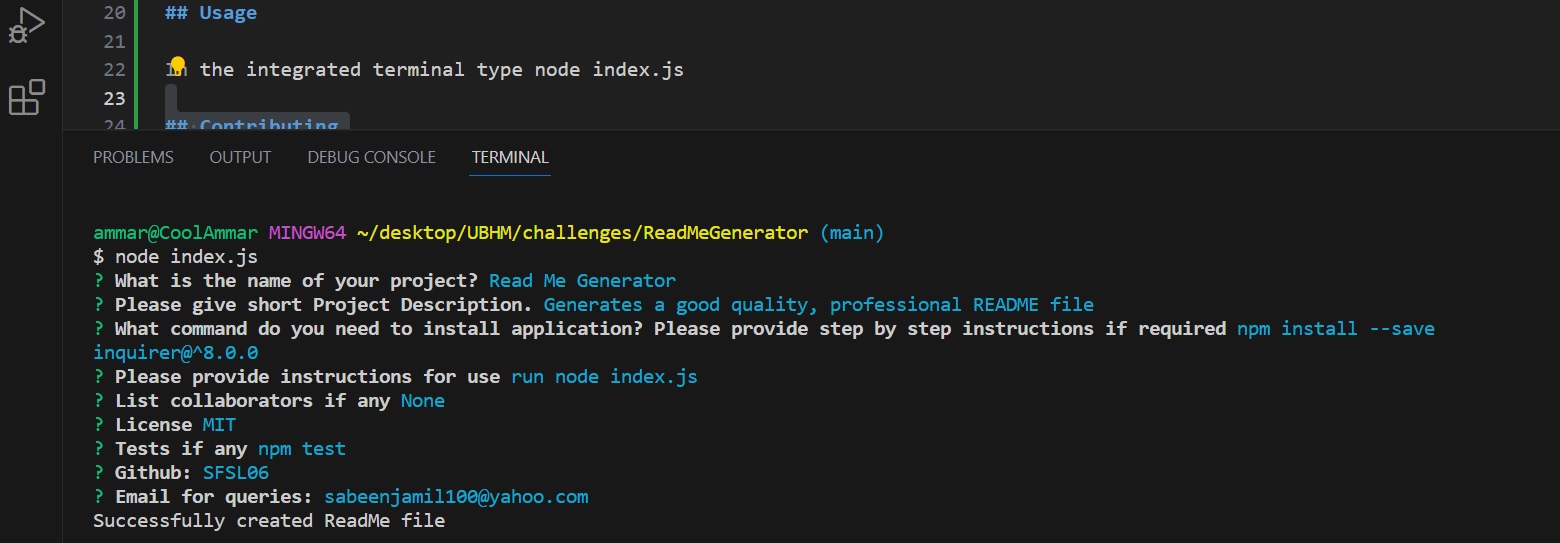 20 ## Usage
21
22 In the integrated terminal type node index.js
23
24 ## Contributing
PROBLEMS OUTPUT DEBUG CONSOLE TERMINAL
ammar@CoolAmmar MINGW64 ~/desktop/UBHM/challenges/ReadMeGenerator (main)
$ node index.js
? What is the name of your project? Read Me Generator
? Please give short Project Description. Generates a good quality, professional README file
? What command do you need to install application? Please provide step by step instructions if required npm install --save
inquirer@^8.0.0
? Please provide instructions for use run node index.js
? List collaborators if any None
? License MIT
? Tests if any npm test
? Github: SFSL06
? Email for queries: sabeenjamil100@yahoo.com
Successfully created ReadMe file